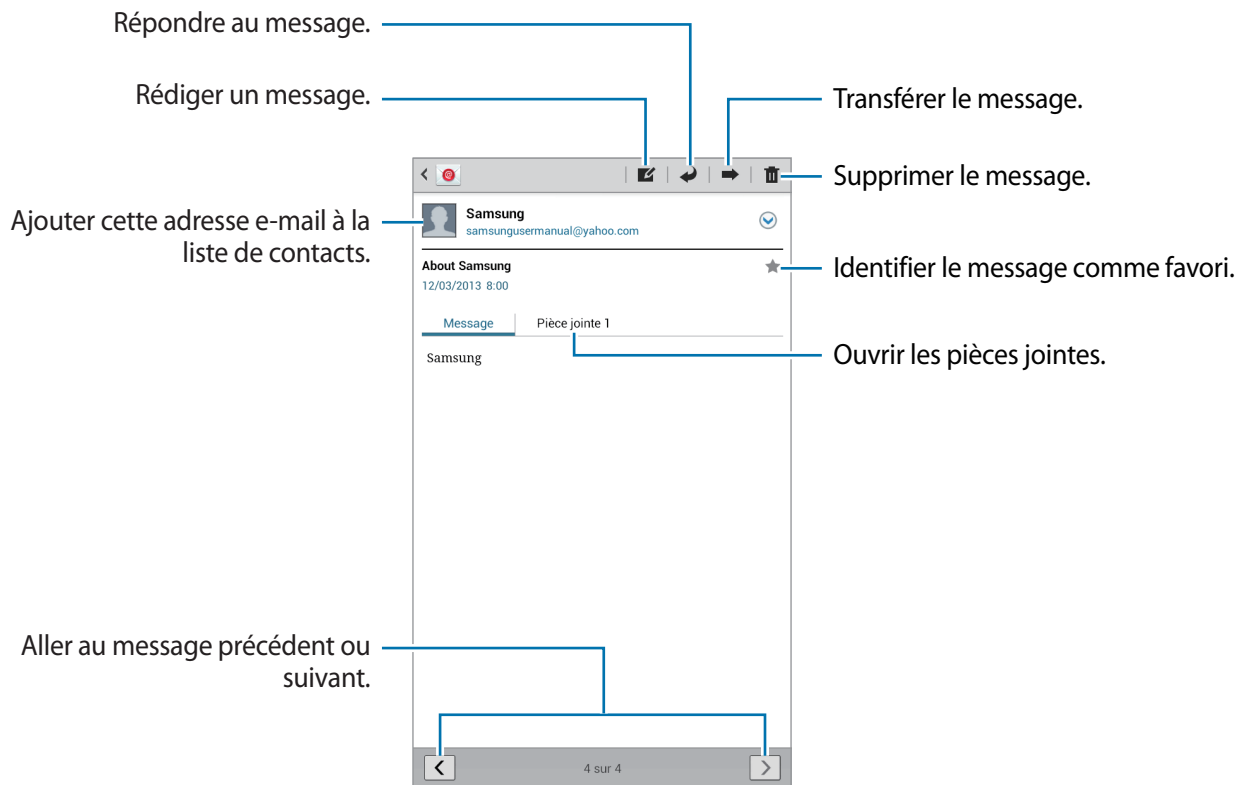 Répondre au message.
Rédiger un message.
Transférer le message.
Supprimer le message.
Ajouter cette adresse e-mail à la
liste de contacts.
Samsung
samsungusermanual@yahoo.com
About Samsung
12/03/2013 8:00
Identifier le message comme favori.
Message
Pièce jointe 1
Ouvrir les pièces jointes.
Samsung
Aller au message précédent ou
suivant.
4 sur 4